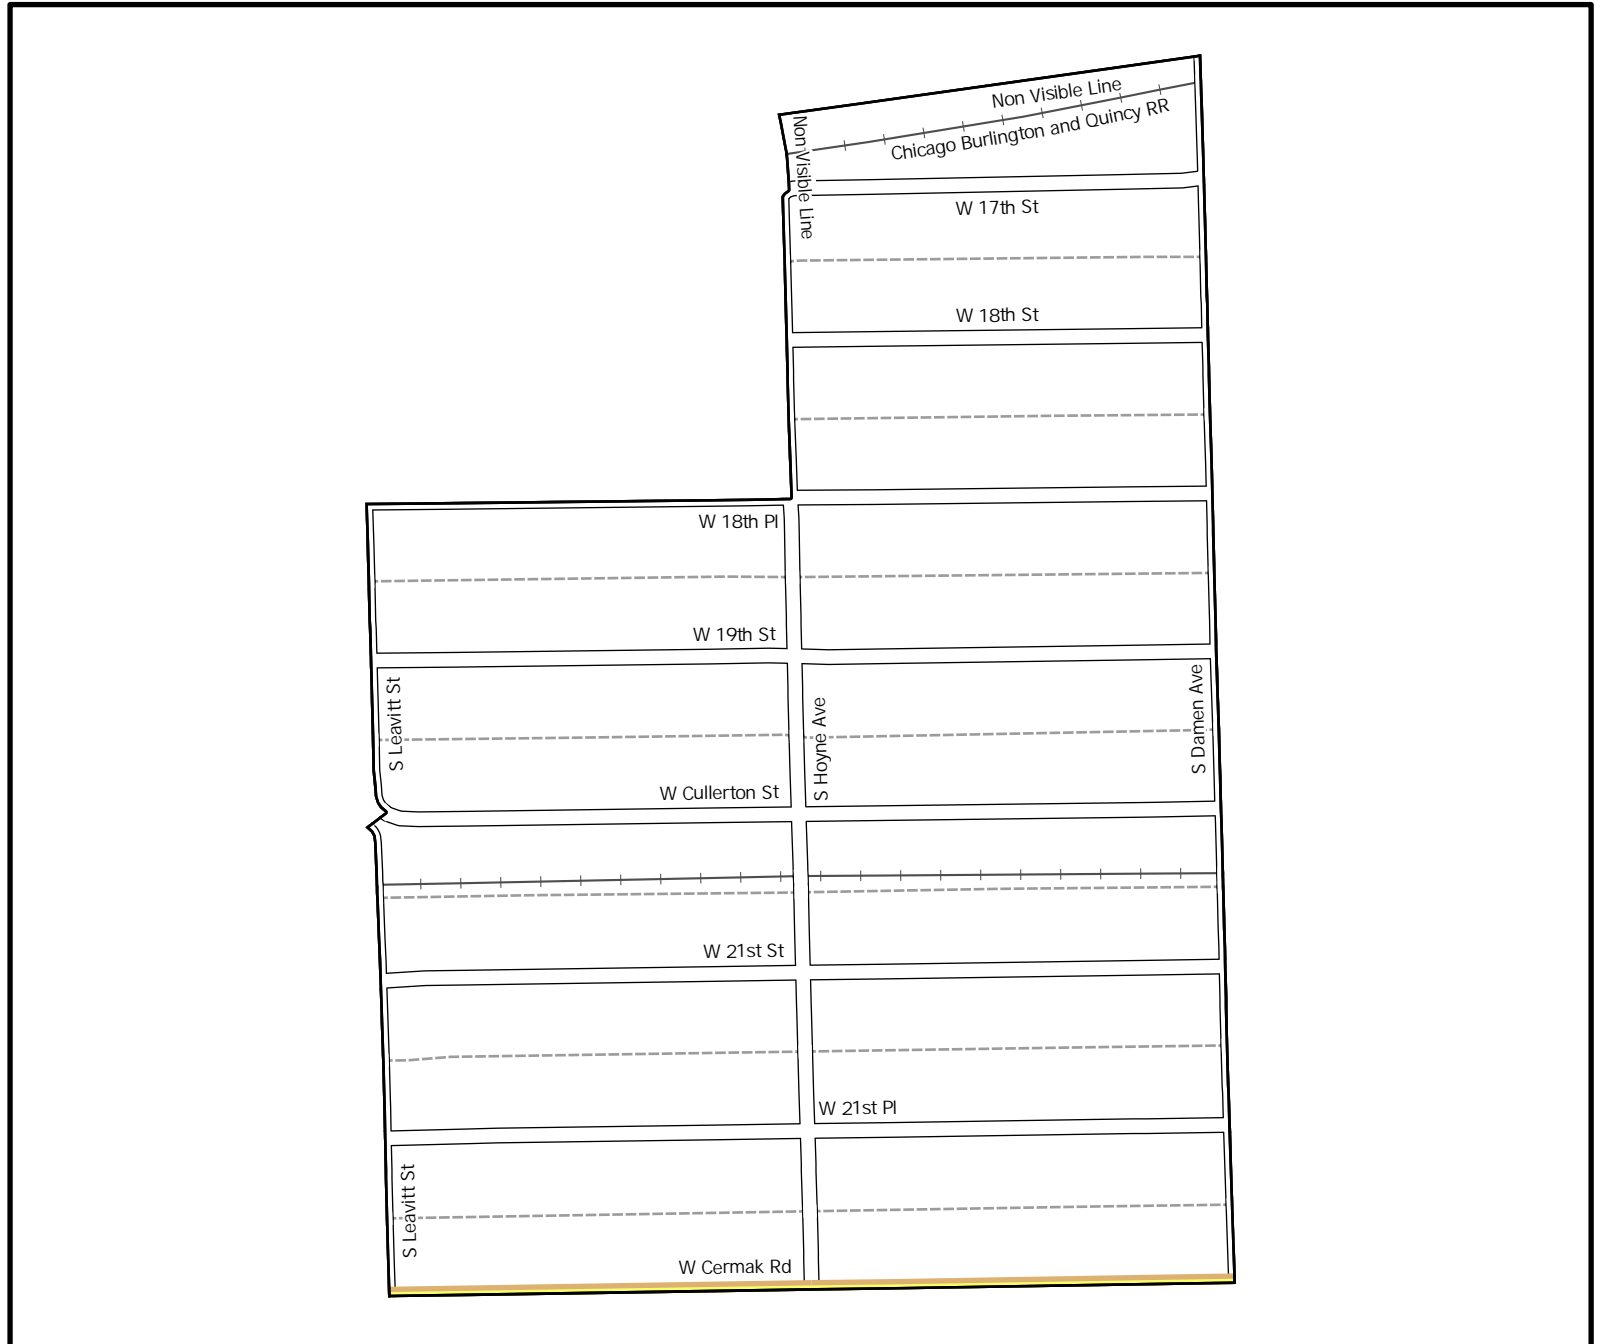 Non Visible Line
Chicago Burlington and Quincy RR
Non Visible Line
W 17th St
W 18th St
W 18th Pl
W 19th St
S Leavitt St
S Hoyne Ave
S Damen Ave
W Cullerton St
W 21st St
W 21st Pl
S Leavitt St
W Cermak Rd